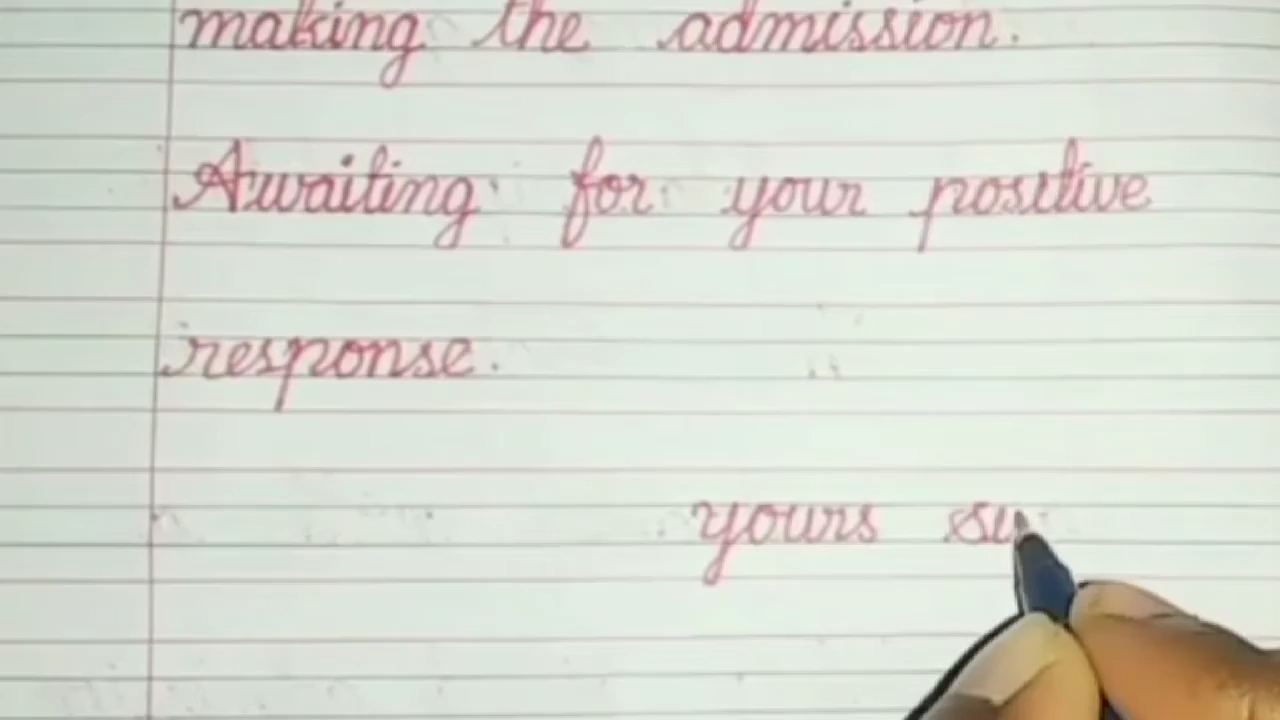 making the admission.
Awaiting for your positive
response.
yours